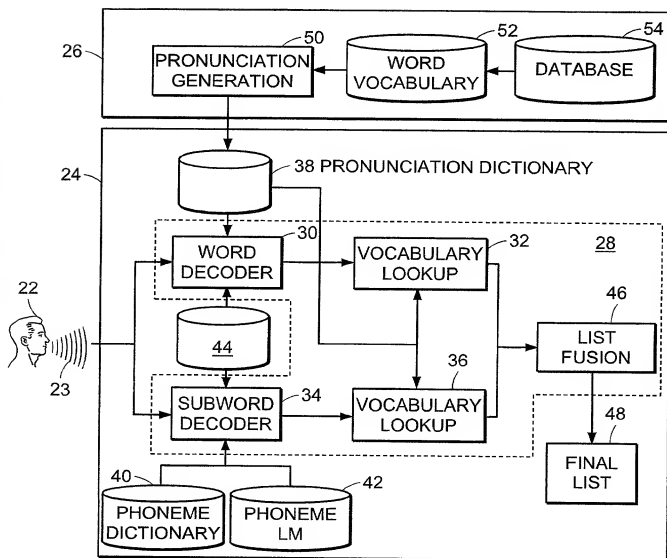 50
52
54
26
PRONUNCIATION
GENERATION
WORD
VOCABULARY
DATABASE
24
38 PRONUNCIATION DICTIONARY
30
32
28
WORD
DECODER
VOCABULARY
LOOKUP
22
23
44
46
LIST
FUSION
34
36
SUBWORD
DECODER
VOCABULARY
LOOKUP
48
FINAL
LIST
40
42
PHONEME
DICTIONARY
PHONEME
LM